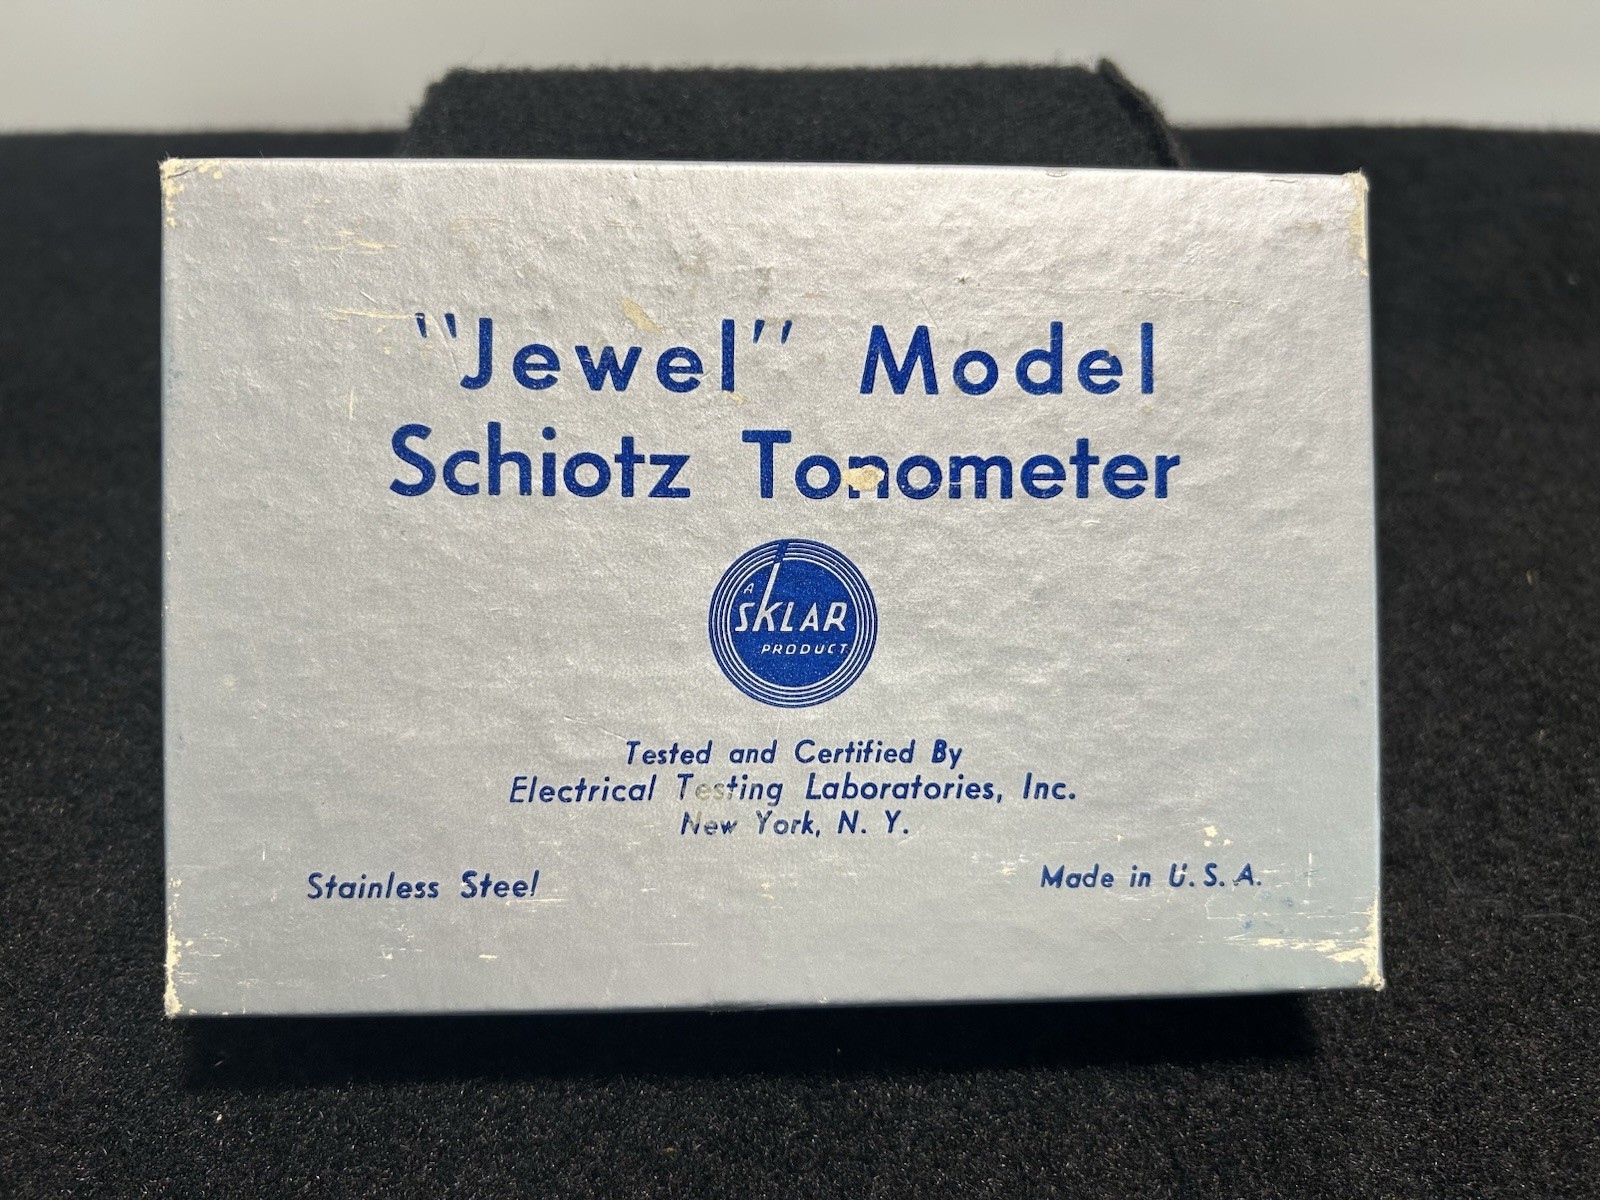 "Jewel" Model
Schiotz Tonometer
A
SKLAR
PRODUCT
Tested and Certified By
Electrical Testing Laboratories, Inc.
New York, N. Y.
Stainless Steel
Made in U. S. A.